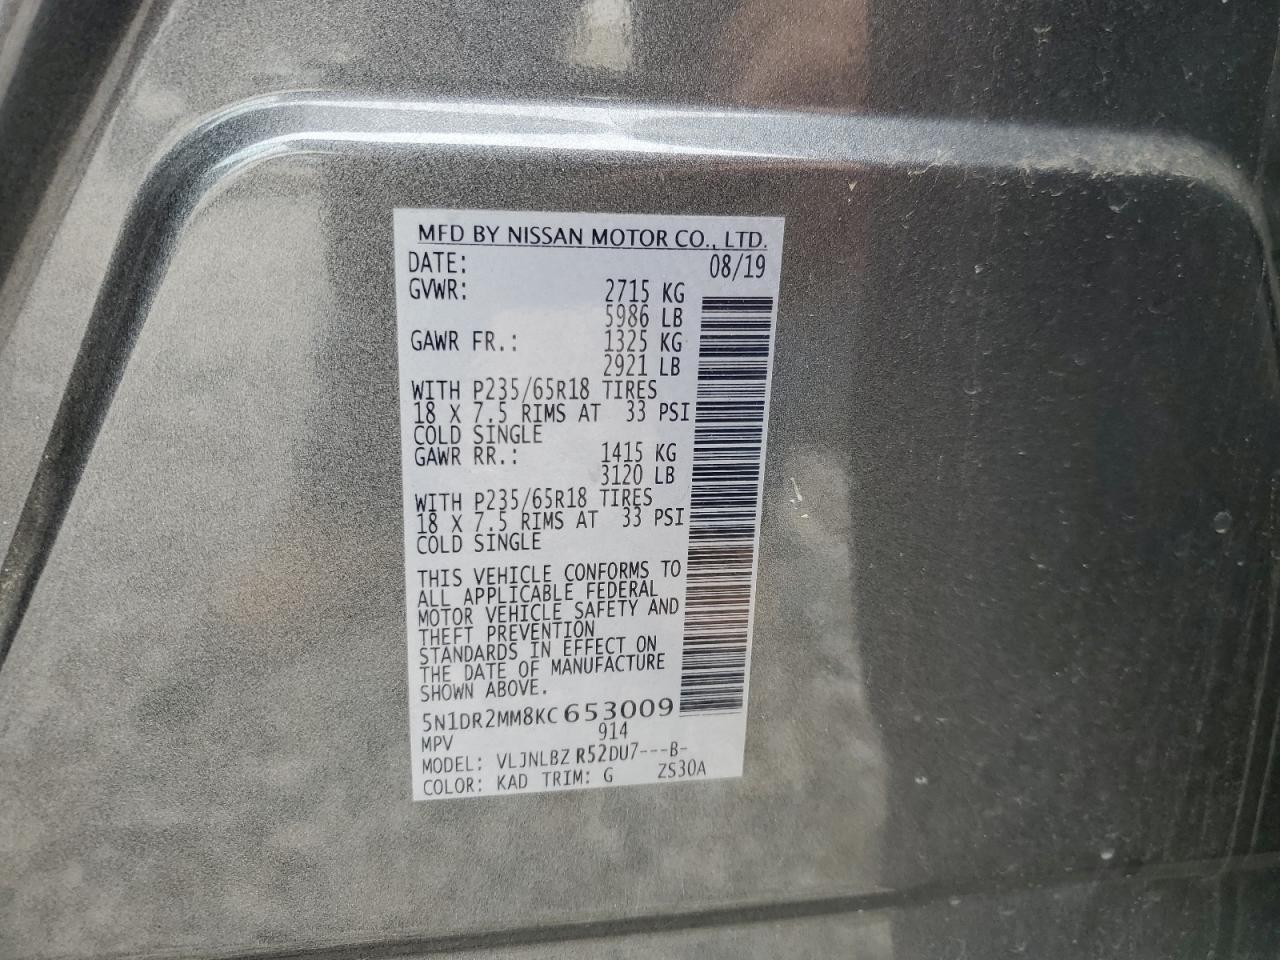 MFD BY NISSAN MOTOR CO., LTD.
DATE: 08/19
GVWR: 2715 KG
5986 LB
GAWR FR.: 1325 KG
2921 LB
WITH P235/65R18 TIRES
18 X 7.5 RIMS AT 33 PSI
COLD SINGLE
GAWR RR.: 1415 KG
3120 LB
WITH P235/65R18 TIRES
18 X 7.5 RIMS AT 33 PSI
COLD SINGLE
THIS VEHICLE CONFORMS TO
ALL APPLICABLE FEDERAL
MOTOR VEHICLE SAFETY AND
THEFT PREVENTION
STANDARDS IN EFFECT ON
THE DATE OF MANUFACTURE
SHOWN ABOVE.
5N1DR2MM8KC653009
MPV 914
MODEL: VLJNLBZ R52DU7---B-
COLOR: KAD TRIM: G ZS30A